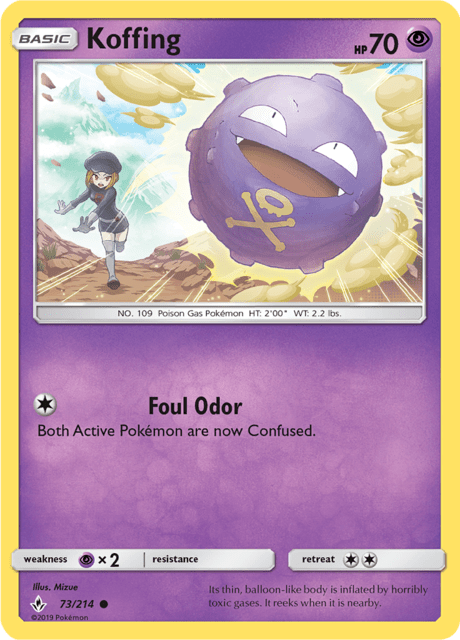 BASIC Koffing HP 70
NO. 109 Poison Gas Pokémon HT: 2'00" WT: 2.2 lbs.
Foul Odor
Both Active Pokémon are now Confused.
weakness ×2 resistance retreat
Illus. Mizue
73/214
©2019 Pokémon
Its thin, balloon-like body is inflated by horribly
toxic gases. It reeks when it is nearby.